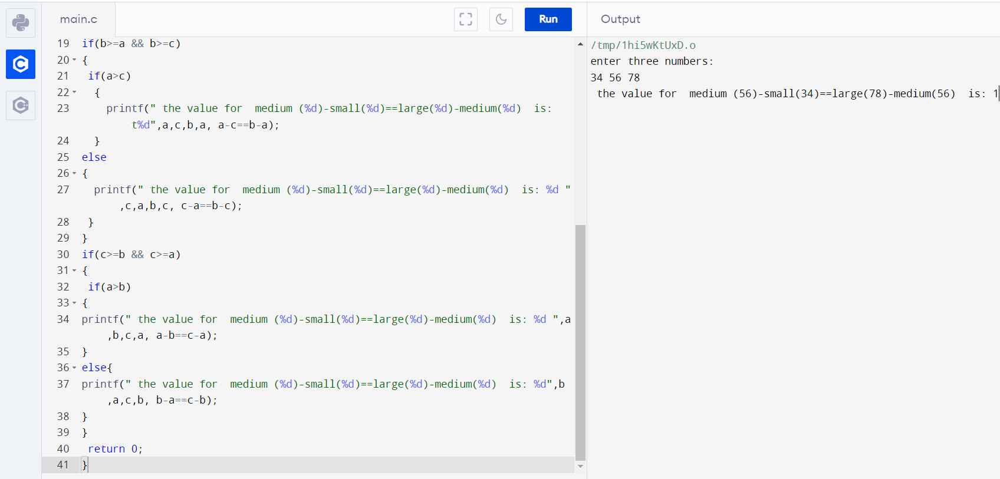 main.c
Run
Output
19 if(b>=a && b>=c)
20 {
21 if(a>c)
22 {
23 printf(" the value for  medium (%d)-small(%d)==large(%d)-medium(%d)  is:
t%d",a,c,b,a, a-c==b-a);
24 }
25 else
26 {
27 printf(" the value for  medium (%d)-small(%d)==large(%d)-medium(%d)  is: %d "
,c,a,b,c, c-a==b-c);
28 }
29 }
30 if(c>=b && c>=a)
31 {
32 if(a>b)
33 {
34 printf(" the value for  medium (%d)-small(%d)==large(%d)-medium(%d)  is: %d ",a
,b,c,a, a-b==c-a);
35 }
36 else{
37 printf(" the value for  medium (%d)-small(%d)==large(%d)-medium(%d)  is: %d",b
,a,c,b, b-a==c-b);
38 }
39 }
40 return 0;
41 }
/tmp/1hi5wKtUxD.o
enter three numbers:
34 56 78
the value for  medium (56)-small(34)==large(78)-medium(56)  is: 1